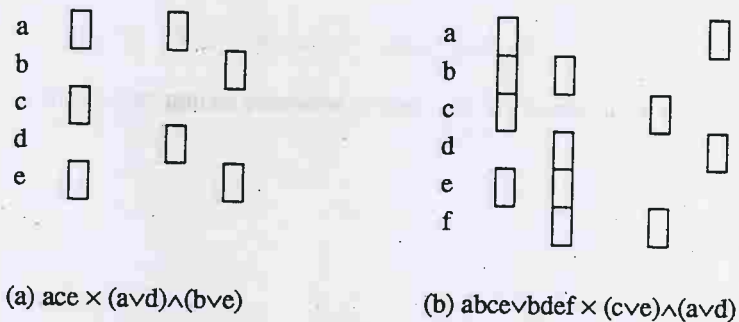 a
b
c
d
e
(a) ace × (a∨d)∧(b∨e)
a
b
c
d
e
f
(b) abce∨bdef × (c∨e)∧(a∨d)